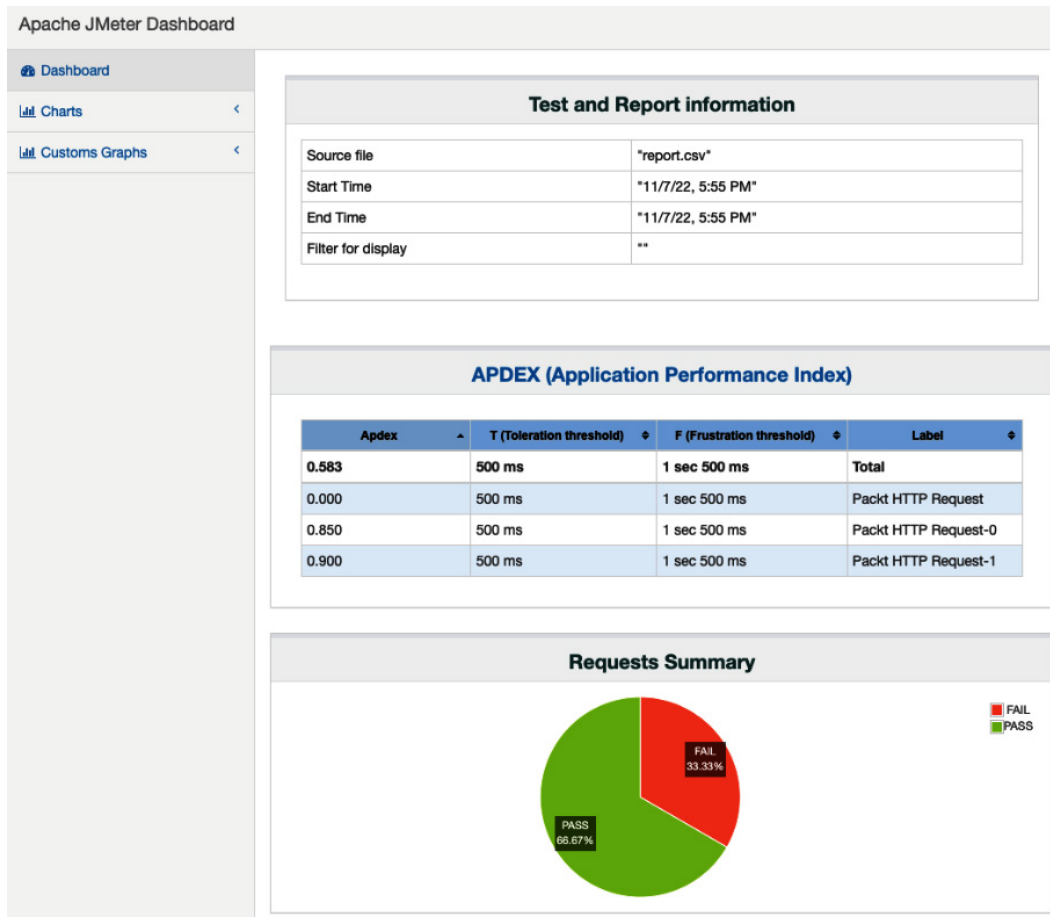 Apache JMeter Dashboard
Dashboard
Charts
Customs Graphs
Test and Report information
Source file "report.csv"
Start Time "11/7/22, 5:55 PM"
End Time "11/7/22, 5:55 PM"
Filter for display ""
APDEX (Application Performance Index)
Apdex T (Toleration threshold) F (Frustration threshold) Label
0.583 500 ms 1 sec 500 ms Total
0.000 500 ms 1 sec 500 ms Packt HTTP Request
0.850 500 ms 1 sec 500 ms Packt HTTP Request-0
0.900 500 ms 1 sec 500 ms Packt HTTP Request-1
Requests Summary
FAIL
PASS
FAIL
33.33%
PASS
66.67%